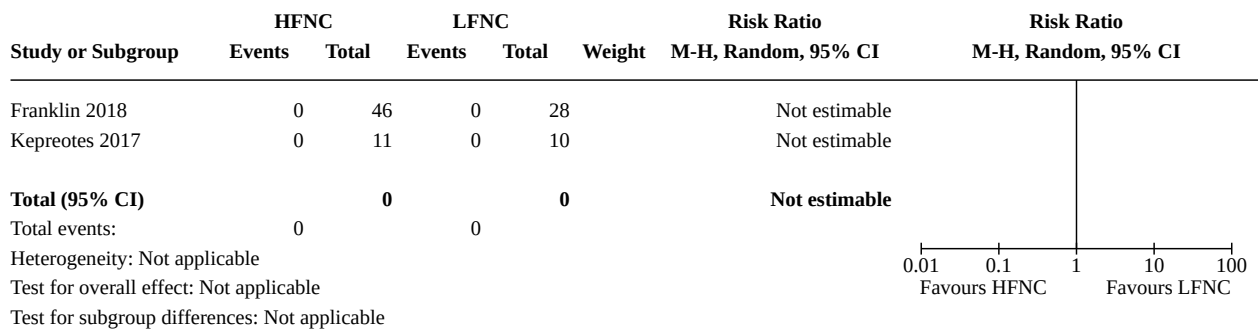 HFNC LFNC Risk Ratio Risk Ratio
Study or Subgroup Events Total Events Total Weight M-H, Random, 95% CI M-H, Random, 95% CI
Franklin 2018 0 46 0 28 Not estimable
Kepreotes 2017 0 11 0 10 Not estimable
Total (95% CI) 0 0 Not estimable
Total events: 0 0
Heterogeneity: Not applicable
Test for overall effect: Not applicable
Test for subgroup differences: Not applicable
0.01 0.1 1 10 100
Favours HFNC Favours LFNC